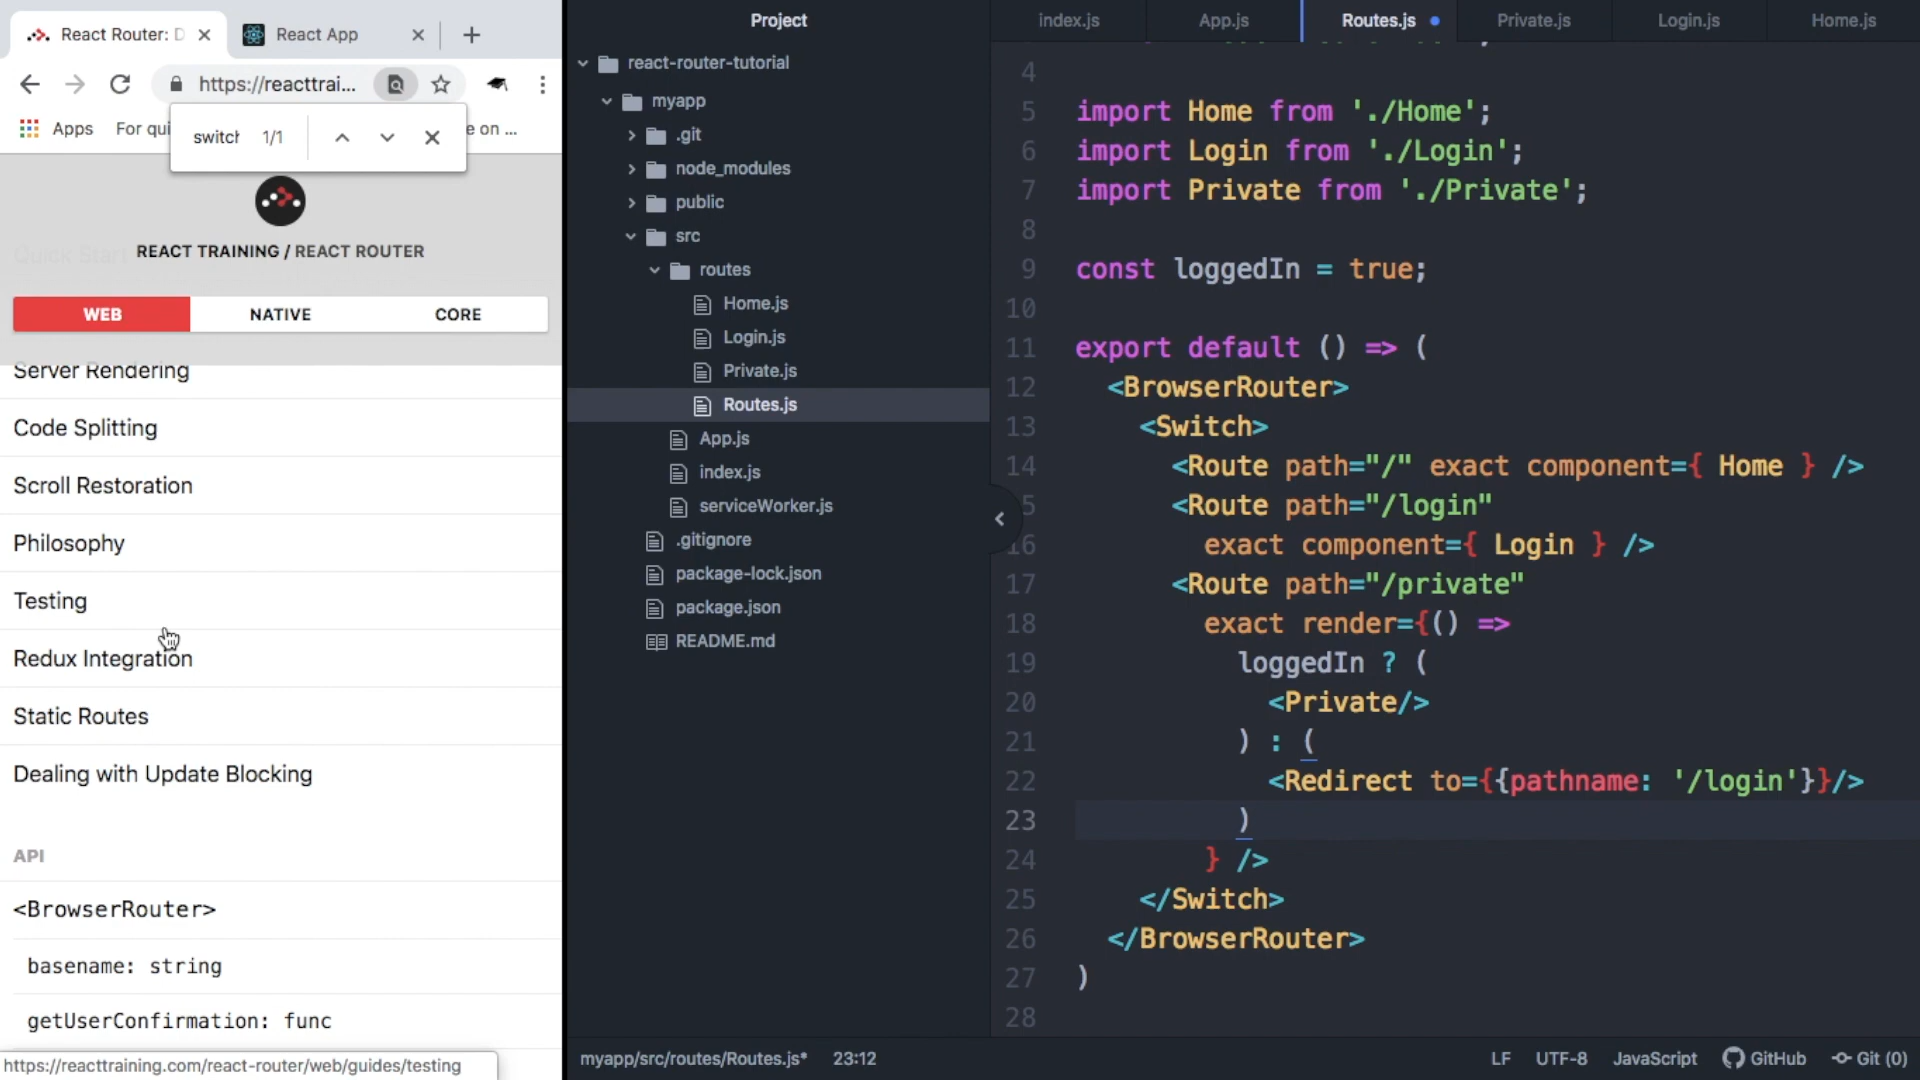 React Router: D
React App
https://reacttrai...
Apps
For qui
e on ...
switch 1/1
Quick Start
REACT TRAINING / REACT ROUTER
WEB
NATIVE
CORE
Server Rendering
Code Splitting
Scroll Restoration
Philosophy
Testing
Redux Integration
Static Routes
Dealing with Update Blocking
API
<BrowserRouter>
basename: string
getUserConfirmation: func
https://reacttraining.com/react-router/web/guides/testing
Project
react-router-tutorial
myapp
.git
node_modules
public
src
routes
Home.js
Login.js
Private.js
Routes.js
App.js
index.js
serviceWorker.js
.gitignore
package-lock.json
package.json
README.md
index.js
App.js
Routes.js
Private.js
Login.js
Home.js
4
5 import Home from './Home';
6 import Login from './Login';
7 import Private from './Private';
8
9 const loggedIn = true;
10
11 export default () => (
12 <BrowserRouter>
13 <Switch>
14 <Route path="/" exact component={ Home } />
5 <Route path="/login"
16 exact component={ Login } />
17 <Route path="/private"
18 exact render={() =>
19 loggedIn ? (
20 <Private/>
21 ) : (
22 <Redirect to={{pathname: '/login'}}/>
23 )
24 } />
25 </Switch>
26 </BrowserRouter>
27 )
28
myapp/src/routes/Routes.js* 23:12
LF UTF-8 JavaScript GitHub Git (0)